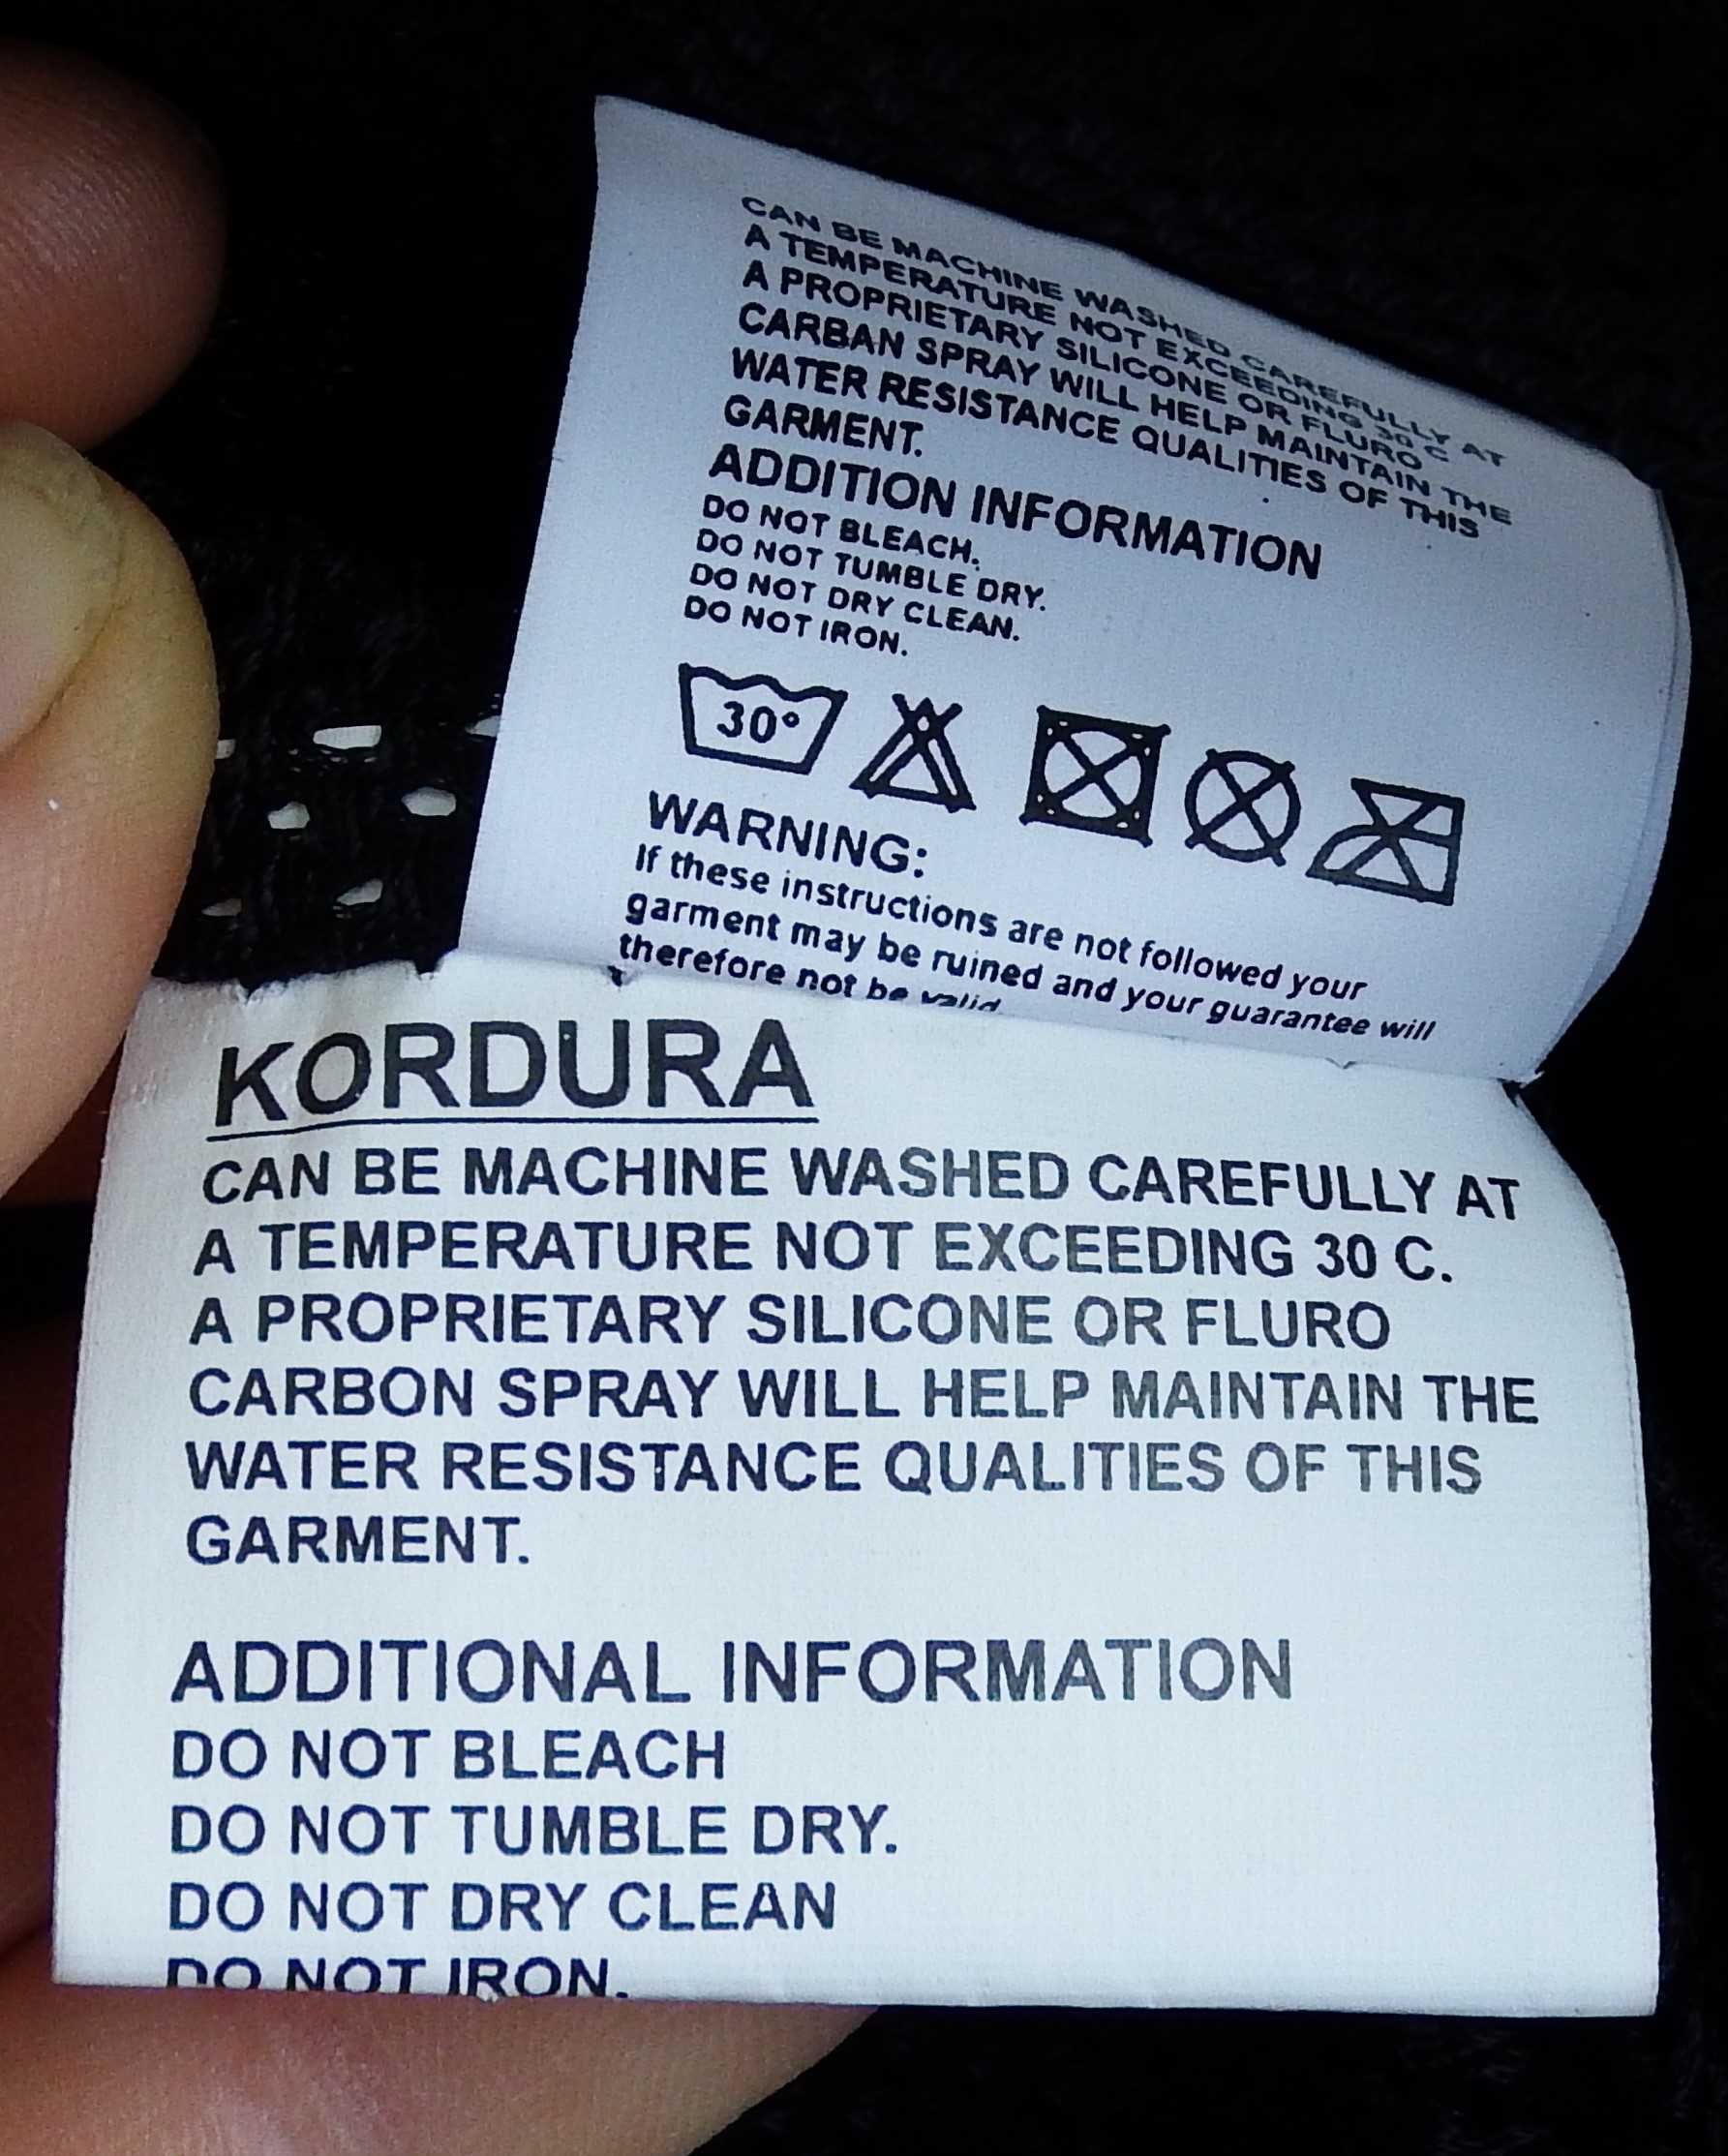 CAN BE MACHINE WASHED CAREFULLY AT
A TEMPERATURE NOT EXCEEDING 30 C
A PROPRIETARY SILICONE OR FLURO
CARBAN SPRAY WILL HELP MAINTAIN THE
WATER RESISTANCE QUALITIES OF THIS
GARMENT.
ADDITION INFORMATION
DO NOT BLEACH.
DO NOT TUMBLE DRY.
DO NOT DRY CLEAN.
DO NOT IRON.
30°
WARNING:
If these instructions are not followed your
garment may be ruined and your guarantee will
therefore not be valid
KORDURA
CAN BE MACHINE WASHED CAREFULLY AT
A TEMPERATURE NOT EXCEEDING 30 C.
A PROPRIETARY SILICONE OR FLURO
CARBON SPRAY WILL HELP MAINTAIN THE
WATER RESISTANCE QUALITIES OF THIS
GARMENT.
ADDITIONAL INFORMATION
DO NOT BLEACH
DO NOT TUMBLE DRY.
DO NOT DRY CLEAN
DO NOT IRON.